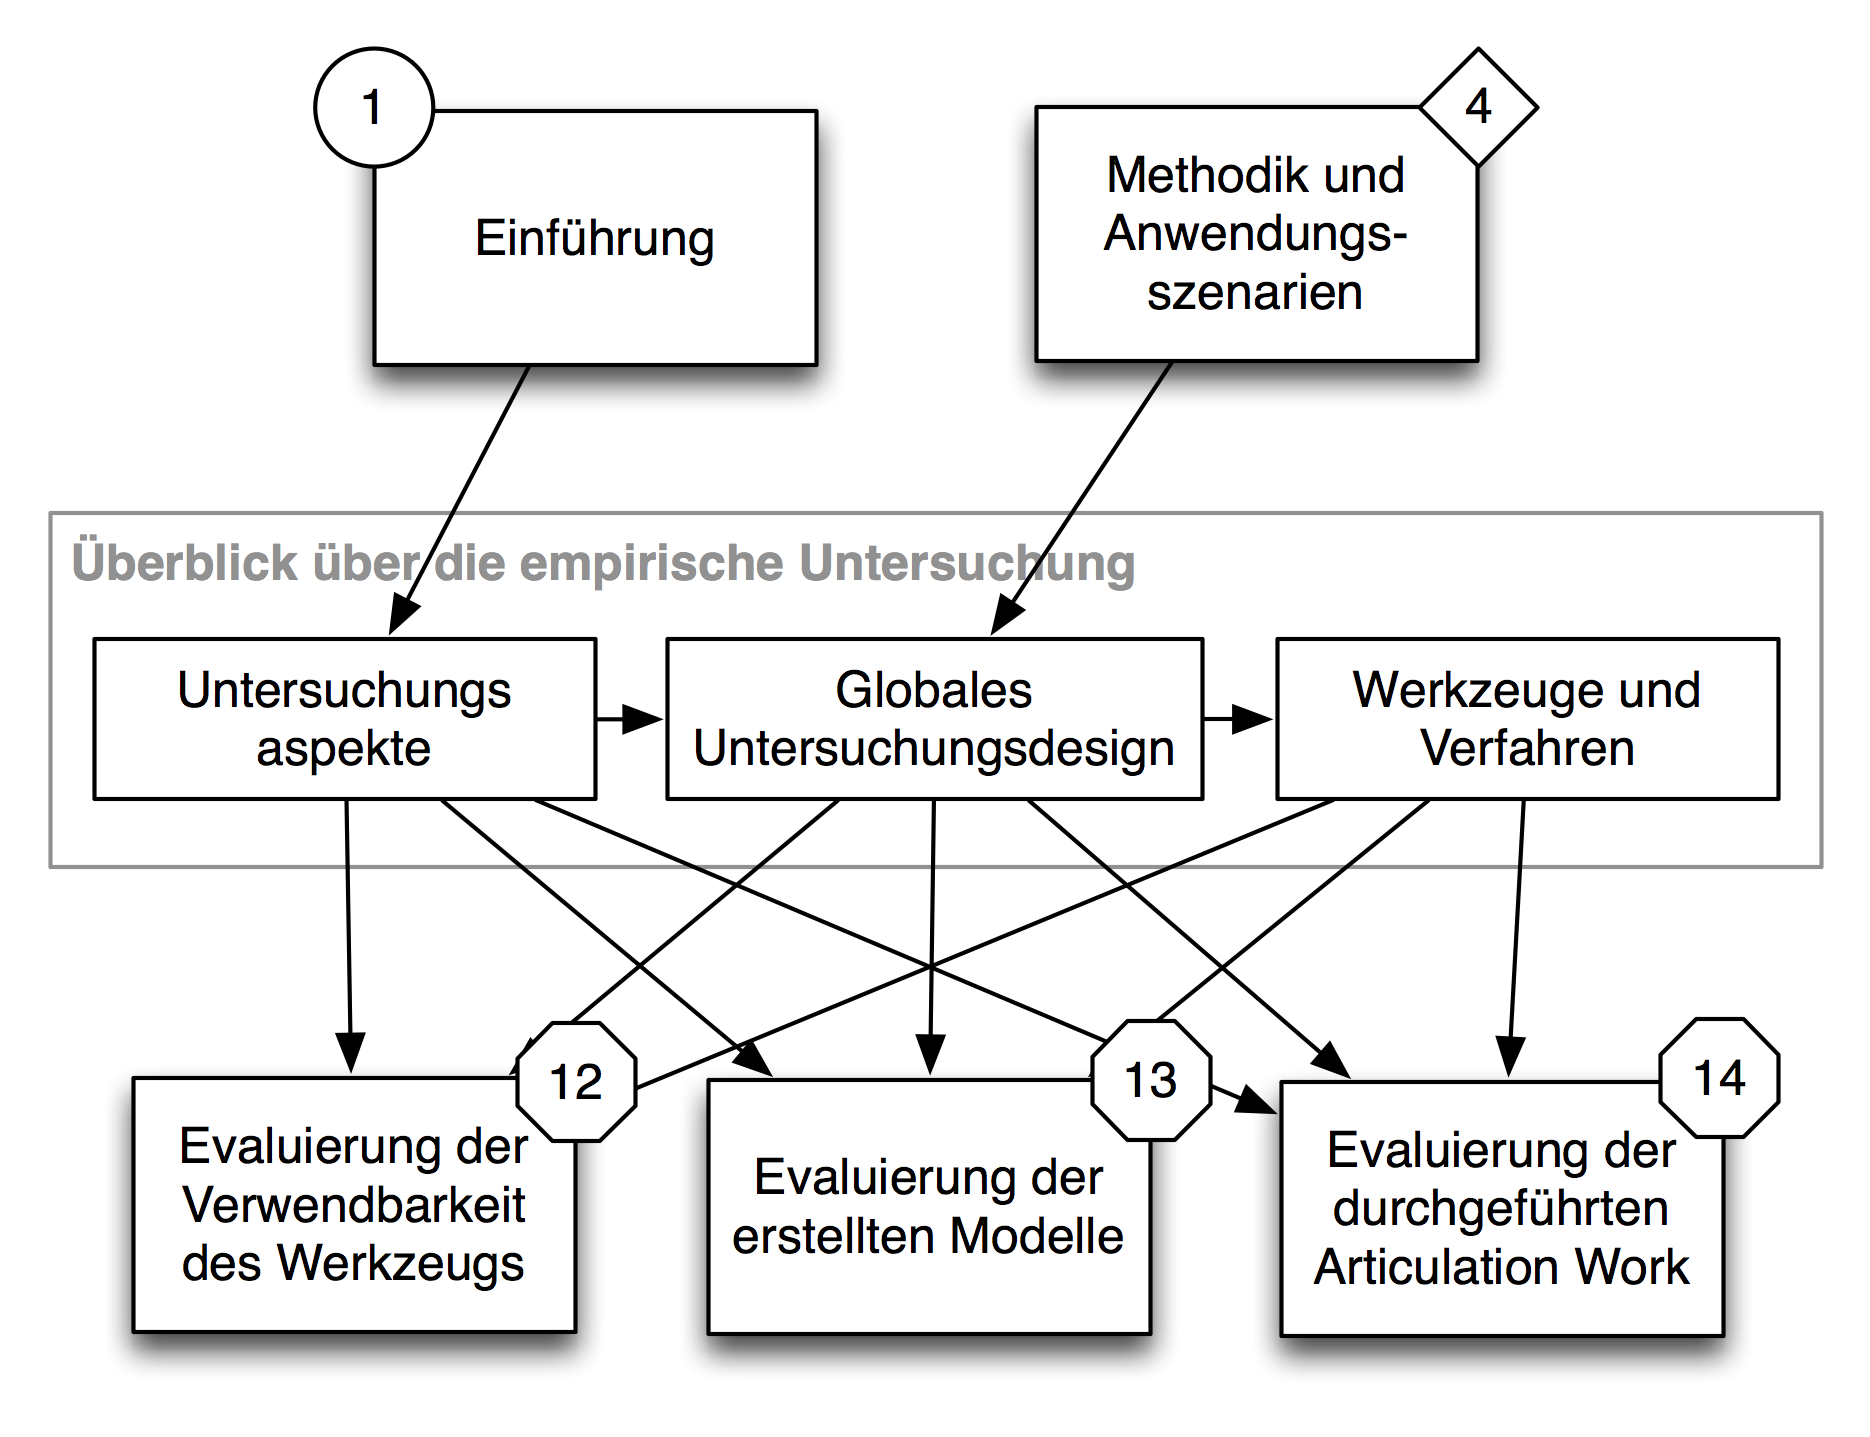 1
Einführung
4
Methodik und
Anwendungs-
szenarien
Überblick über die empirische Untersuchung
Untersuchungs
aspekte
Globales
Untersuchungsdesign
Werkzeuge und
Verfahren
12
Evaluierung der
Verwendbarkeit
des Werkzeugs
13
Evaluierung der
erstellten Modelle
14
Evaluierung der
durchgeführten
Articulation Work